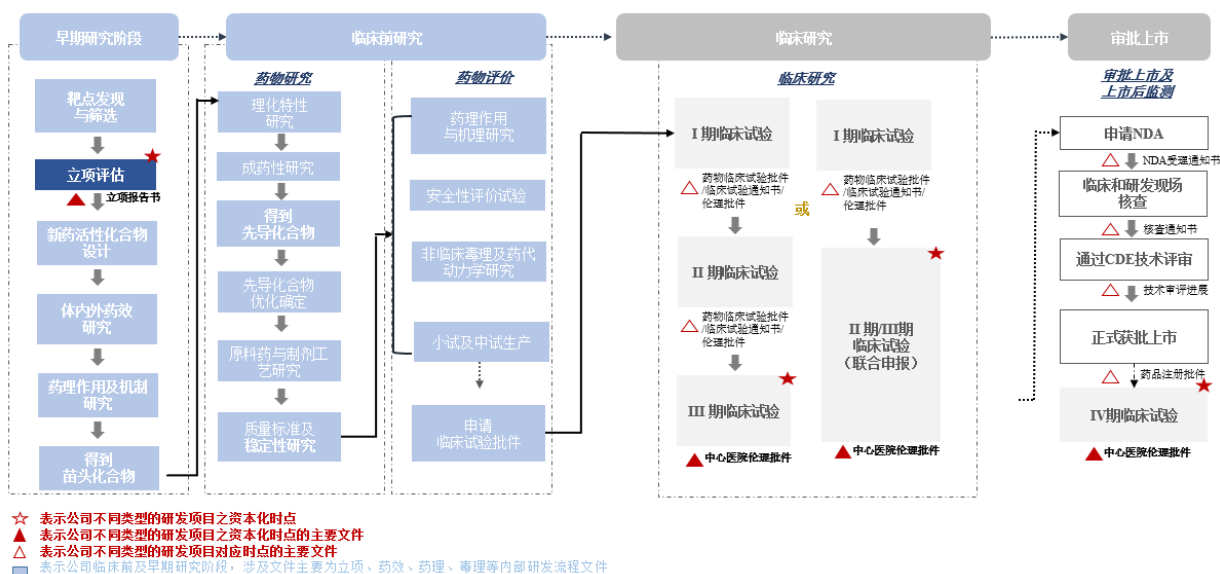 早期研究阶段
临床前研究
临床研究
审批上市
靶点发现
与筛选
立项评估
立项报告书
新药活性化合物
设计
体内外药效
研究
药理作用及机制
研究
得到
苗头化合物
药物研究
理化特性
研究
成药性研究
得到
先导化合物
先导化合物
优化确定
原料药与制剂工
艺研究
质量标准及
稳定性研究
药物评价
药理作用
与机理研究
安全性评价试验
非临床毒理及药代
动力学研究
小试及中试生产
申请
临床试验批件
临床研究
I 期临床试验
药物临床试验批件
/临床试验通知书/
伦理批件
II 期临床试验
药物临床试验批件
/临床试验通知书/
伦理批件
III 期临床试验
中心医院伦理批件
或
I 期临床试验
药物临床试验批件
/临床试验通知书/
伦理批件
II 期/III期
临床试验
（联合申报）
中心医院伦理批件
审批上市及
上市后监测
申请NDA
NDA受理通知书
临床和研发现场
核查
核查通知书
通过CDE技术评审
技术审评进展
正式获批上市
药品注册批件
IV期临床试验
中心医院伦理批件
表示公司不同类型的研发项目之资本化时点
表示公司不同类型的研发项目之资本化时点的主要文件
表示公司不同类型的研发项目对应时点的主要文件
表示公司临床前及早期研究阶段，涉及文件主要为立项、药效、药理、毒理等内部研发流程文件